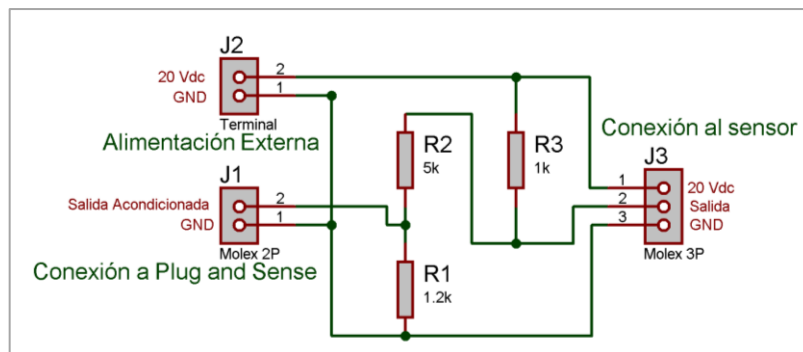 J2
20 Vdc
2
GND
1
Terminal
Alimentación Externa
R2
5k
R3
1k
Conexión al sensor
J3
1
20 Vdc
2
Salida
3
GND
Molex 3P
J1
Salida Acondicionada
2
GND
1
Molex 2P
Conexión a Plug and Sense
R1
1.2k